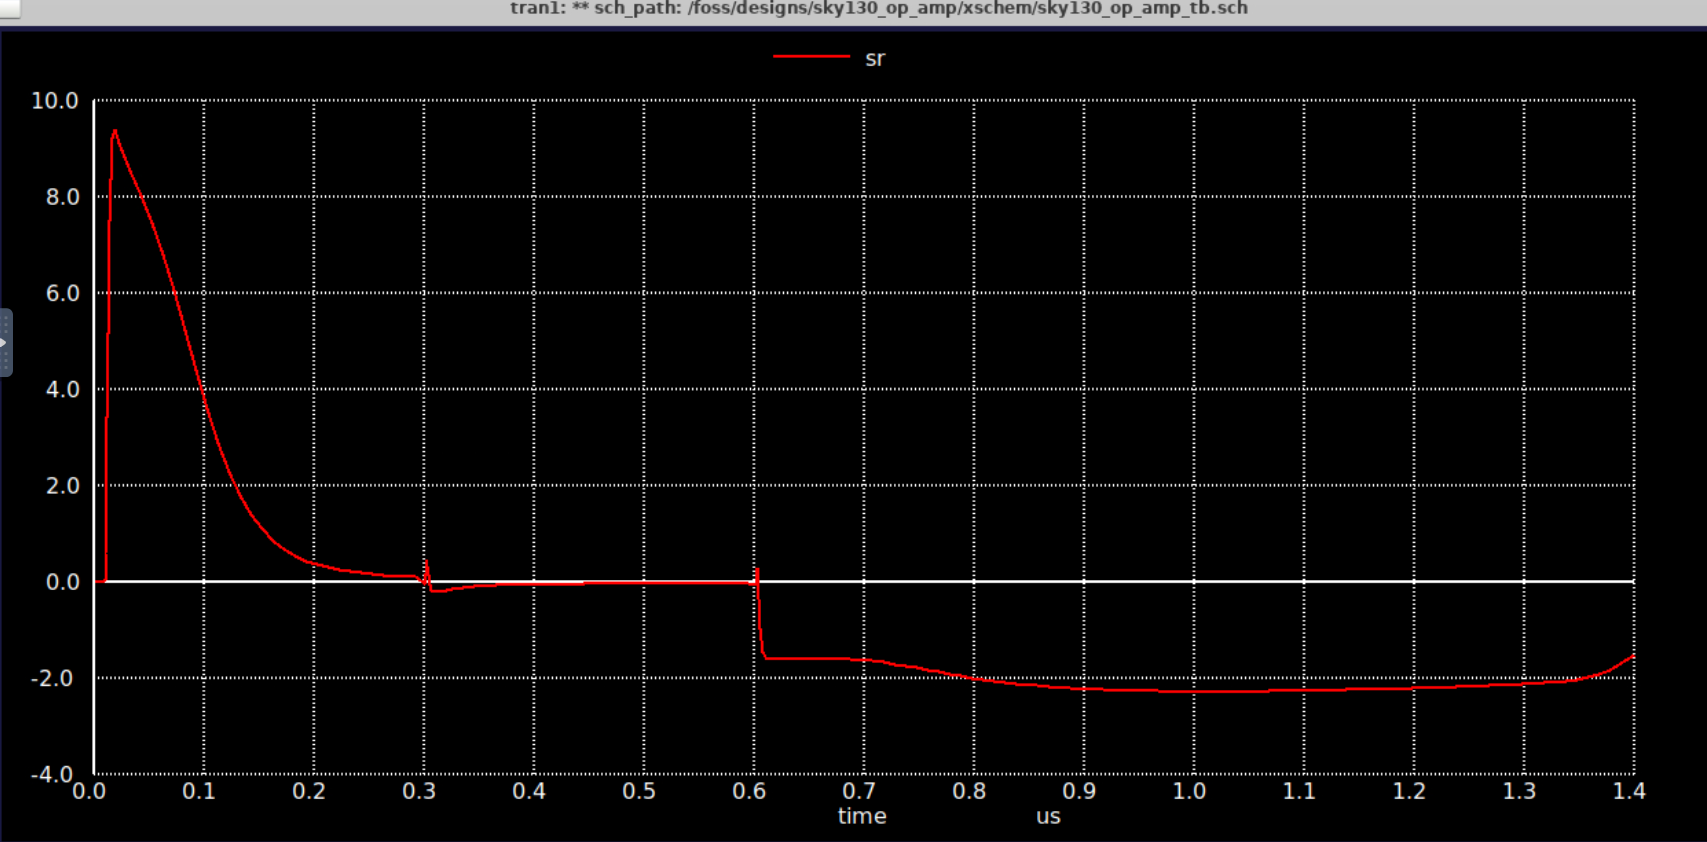 tran1: ** sch_path: /foss/designs/sky130_op_amp/xschem/sky130_op_amp_tb.sch
sr
10.0
8.0
6.0
4.0
2.0
0.0
-2.0
-4.0
0.0 0.1 0.2 0.3 0.4 0.5 0.6 0.7 0.8 0.9 1.0 1.1 1.2 1.3 1.4
time us